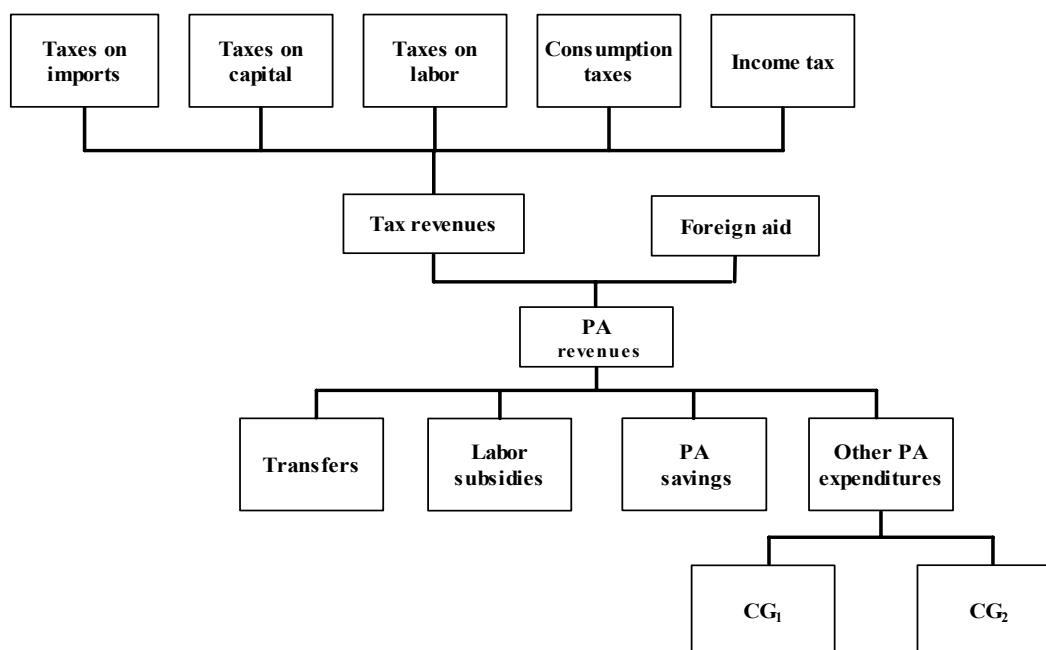 Taxes on
imports
Taxes on
capital
Taxes on
labor
Consumption
taxes
Income tax
Tax revenues
Foreign aid
PA
revenues
Transfers
Labor
subsidies
PA
savings
Other PA
expenditures
CG₁
CG₂